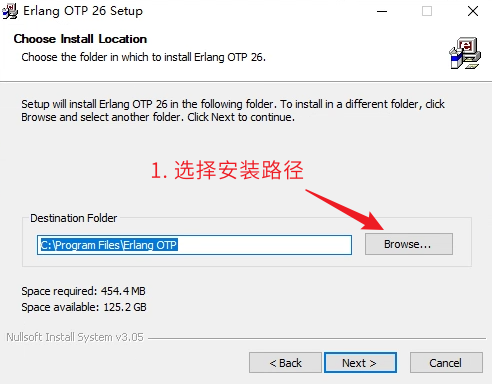 Erlang OTP 26 Setup
Choose Install Location
Choose the folder in which to install Erlang OTP 26.
Setup will install Erlang OTP 26 in the following folder. To install in a different folder, click
Browse and select another folder. Click Next to continue.
1. 选择安装路径
Destination Folder
C:\Program Files\Erlang OTP
Browse...
Space required: 454.4 MB
Space available: 125.2 GB
Nullsoft Install System v3.05
< Back
Next >
Cancel